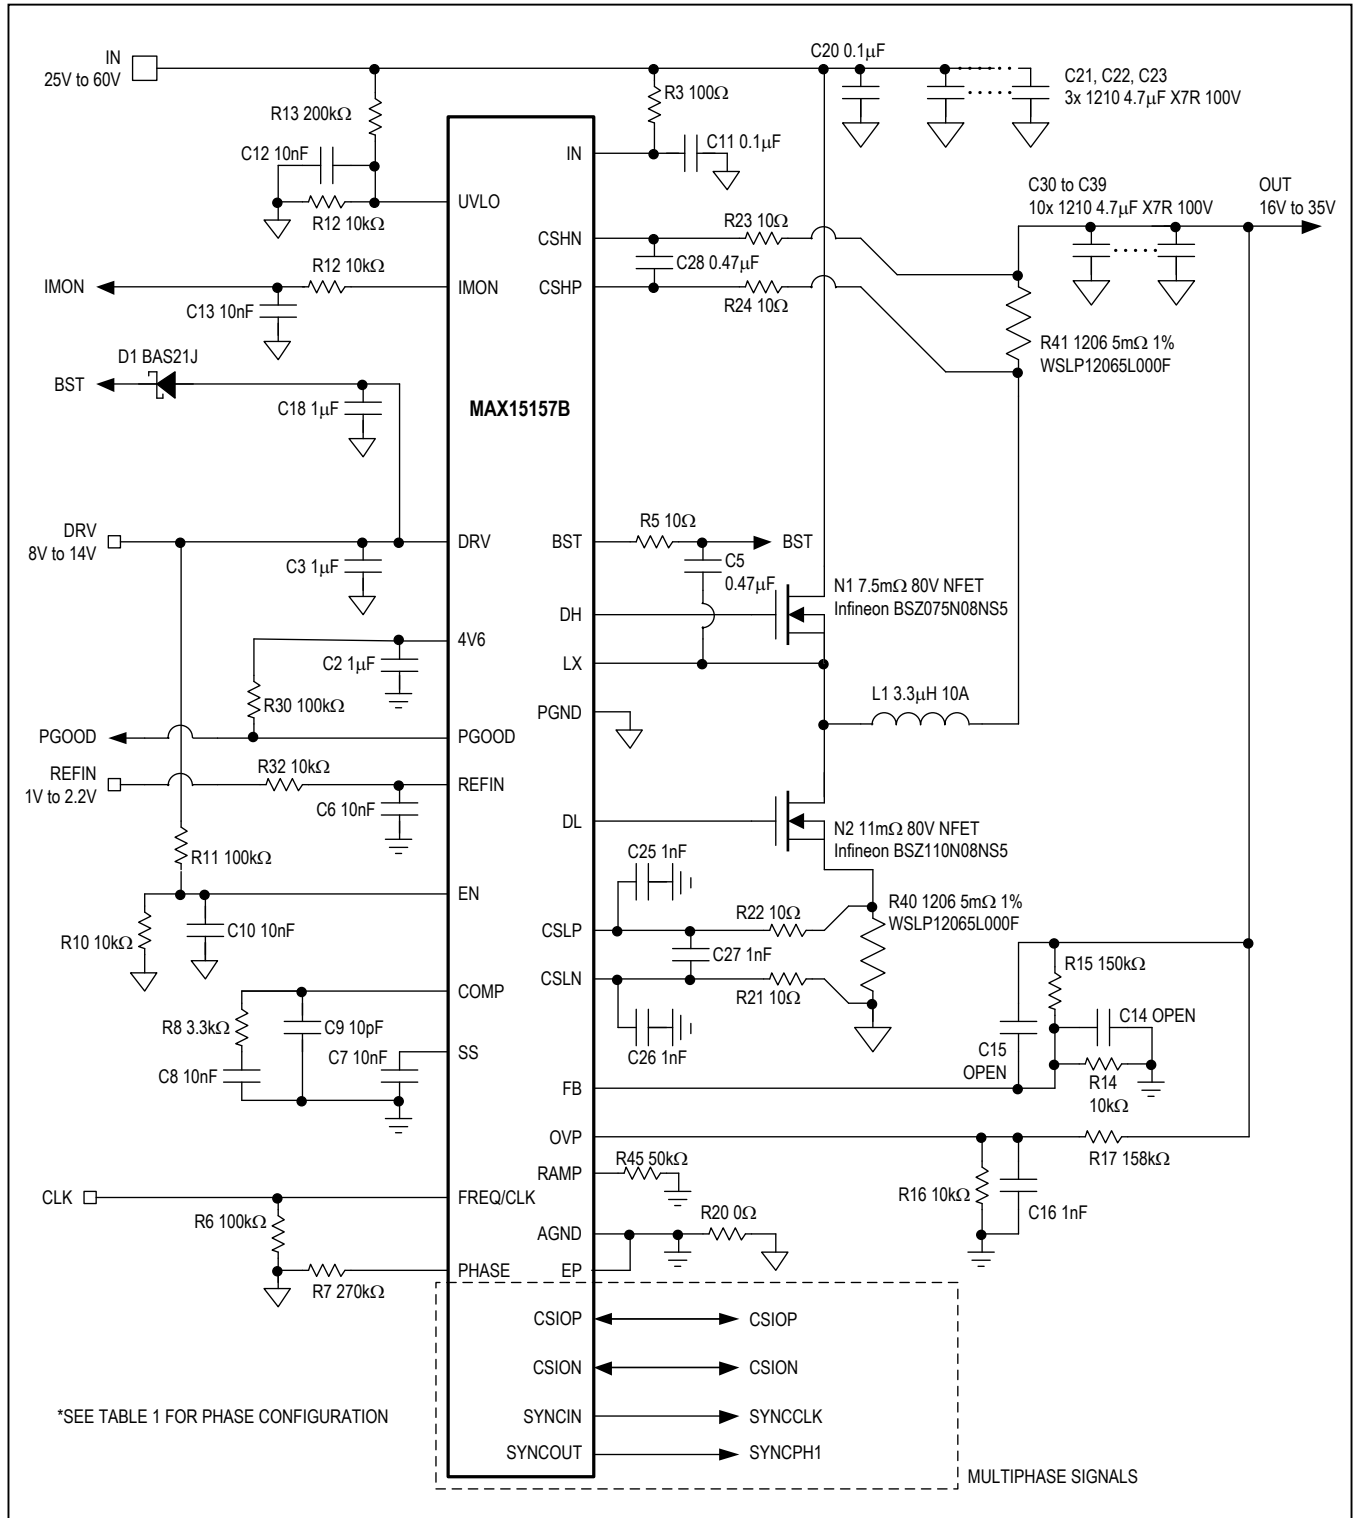 IN
25V to 60V
C20 0.1μF
C21, C22, C23
3x 1210 4.7μF X7R 100V
R3 100Ω
R13 200kΩ
C12 10nF
IN
C11 0.1μF
UVLO
R12 10kΩ
C30 to C39
10x 1210 4.7μF X7R 100V
OUT
16V to 35V
CSHN
R23 10Ω
C28 0.47μF
R12 10kΩ
IMON
IMON
CSHP
R24 10Ω
C13 10nF
R41 1206 5mΩ 1%
WSLP12065L000F
D1 BAS21J
BST
C18 1μF
MAX15157B
DRV
8V to 14V
DRV
C3 1μF
BST
R5 10Ω
BST
C5
0.47μF
N1 7.5mΩ 80V NFET
Infineon BSZ075N08NS5
DH
4V6
C2 1μF
LX
R30 100kΩ
L1 3.3μH 10A
PGND
PGOOD
PGOOD
REFIN
1V to 2.2V
R32 10kΩ
REFIN
C6 10nF
DL
N2 11mΩ 80V NFET
Infineon BSZ110N08NS5
R11 100kΩ
C25 1nF
EN
R40 1206 5mΩ 1%
WSLP12065L000F
R10 10kΩ
C10 10nF
CSLP
R22 10Ω
C27 1nF
R15 150kΩ
CSLN
R21 10Ω
COMP
C14 OPEN
R8 3.3kΩ
C9 10pF
C26 1nF
C15
OPEN
SS
C7 10nF
C8 10nF
R14
10kΩ
FB
OVP
R17 158kΩ
R45 50kΩ
RAMP
R16 10kΩ
C16 1nF
CLK
FREQ/CLK
R6 100kΩ
AGND
R20 0Ω
PHASE
R7 270kΩ
EP
CSIOP
CSIOP
CSION
CSION
*SEE TABLE 1 FOR PHASE CONFIGURATION
SYNCIN
SYNCCLK
SYNCOUT
SYNCPH1
MULTIPHASE SIGNALS